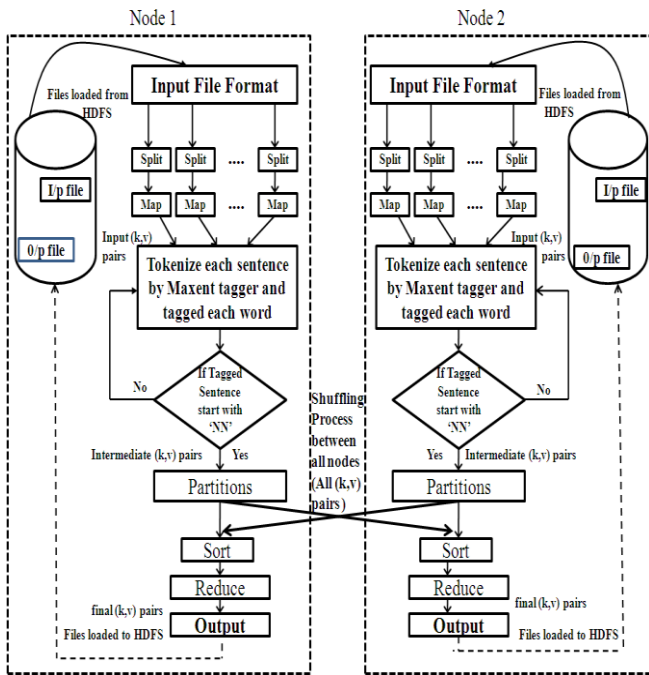 Node 1
Input File Format
Files loaded from
HDFS
Split
Split
....
Split
Map
Map
....
Map
I/p file
0/p file
Input (k,v)
pairs
Tokenize each sentence
by Maxent tagger and
tagged each word
If Tagged
Sentence
start with
‘NN’
No
Intermediate (k,v) pairs
Yes
Partitions
Sort
Reduce
final (k,v) pairs
Output
Files loaded to HDFS
Shuffling
Process
between
all nodes
(All (k,v)
pairs)
Node 2
Input File Format
Files loaded from
HDFS
Split
Split
....
Split
Map
Map
....
Map
I/p file
0/p file
Input (k,v)
pairs
Tokenize each sentence
by Maxent tagger and
tagged each word
If Tagged
Sentence
start with
‘NN’
No
Yes
Intermediate (k,v) pairs
Partitions
Sort
Reduce
final (k,v) pairs
Output
Files loaded to HDFS